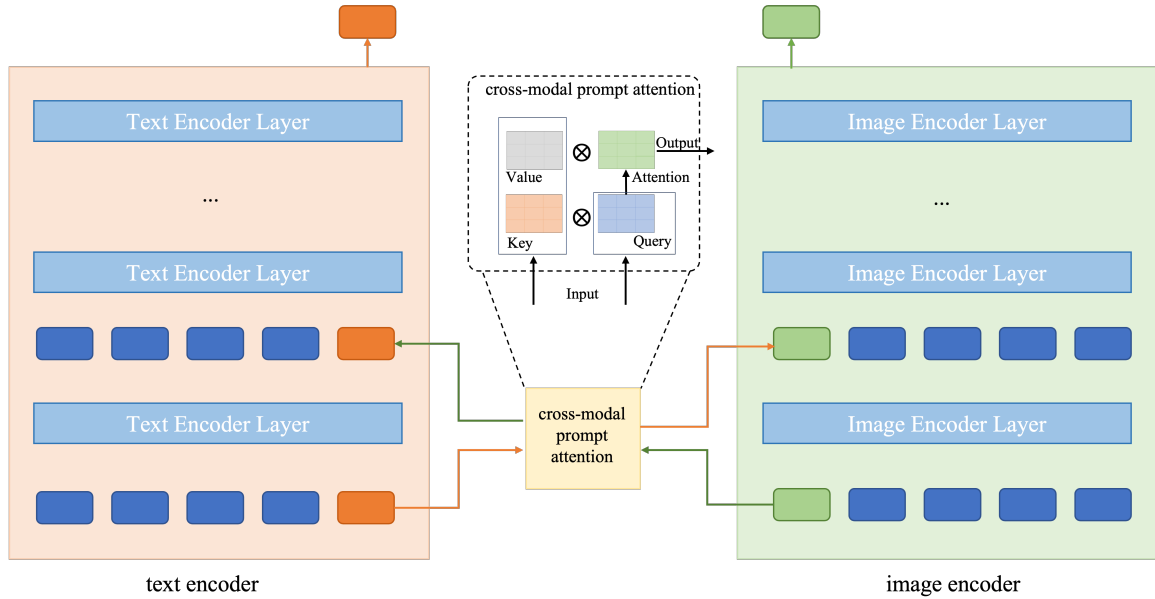 Text Encoder Layer
...
Text Encoder Layer
Text Encoder Layer
text encoder
cross-modal prompt attention
Value
Output
Attention
Key
Query
Input
cross-modal
prompt
attention
Image Encoder Layer
...
Image Encoder Layer
Image Encoder Layer
image encoder